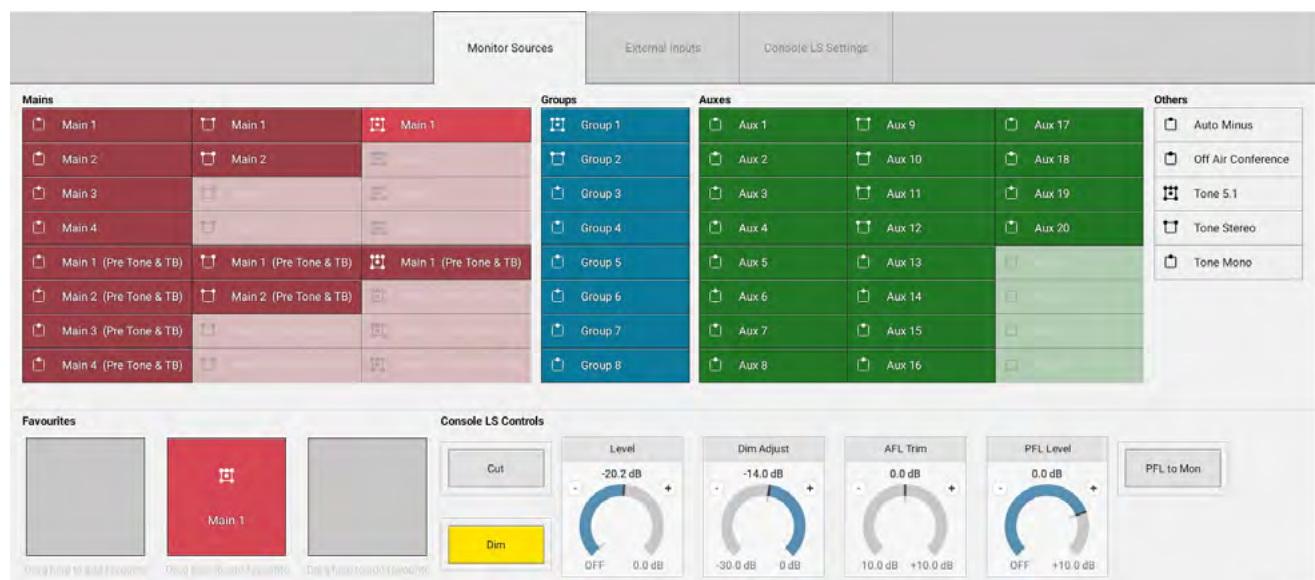 Monitor Sources External Inputs Console LS Settings
Mains Groups Auxes Others
Main 1 Main 1 Main 1 Group 1 Aux 1 Aux 9 Aux 17 Auto Minus
Main 2 Main 2 Group 2 Aux 2 Aux 10 Aux 18 Off Air Conference
Main 3 Group 3 Aux 3 Aux 11 Aux 19 Tone 5.1
Main 4 Group 4 Aux 4 Aux 12 Aux 20 Tone Stereo
Main 1 (Pre Tone & TB) Main 1 (Pre Tone & TB) Main 1 (Pre Tone & TB) Group 5 Aux 5 Aux 13 Tone Mono
Main 2 (Pre Tone & TB) Main 2 (Pre Tone & TB) Group 6 Aux 6 Aux 14
Main 3 (Pre Tone & TB) Group 7 Aux 7 Aux 15
Main 4 (Pre Tone & TB) Group 8 Aux 8 Aux 16
Favourites Console LS Controls
Level Dim Adjust AFL Trim PFL Level
Cut -20.2 dB -14.0 dB 0.0 dB 0.0 dB PFL to Mon
- + - + - + - +
Main 1
Dim
OFF 0.0 dB -30.0 dB 0 dB 10.0 dB +10.0 dB OFF +10.0 dB